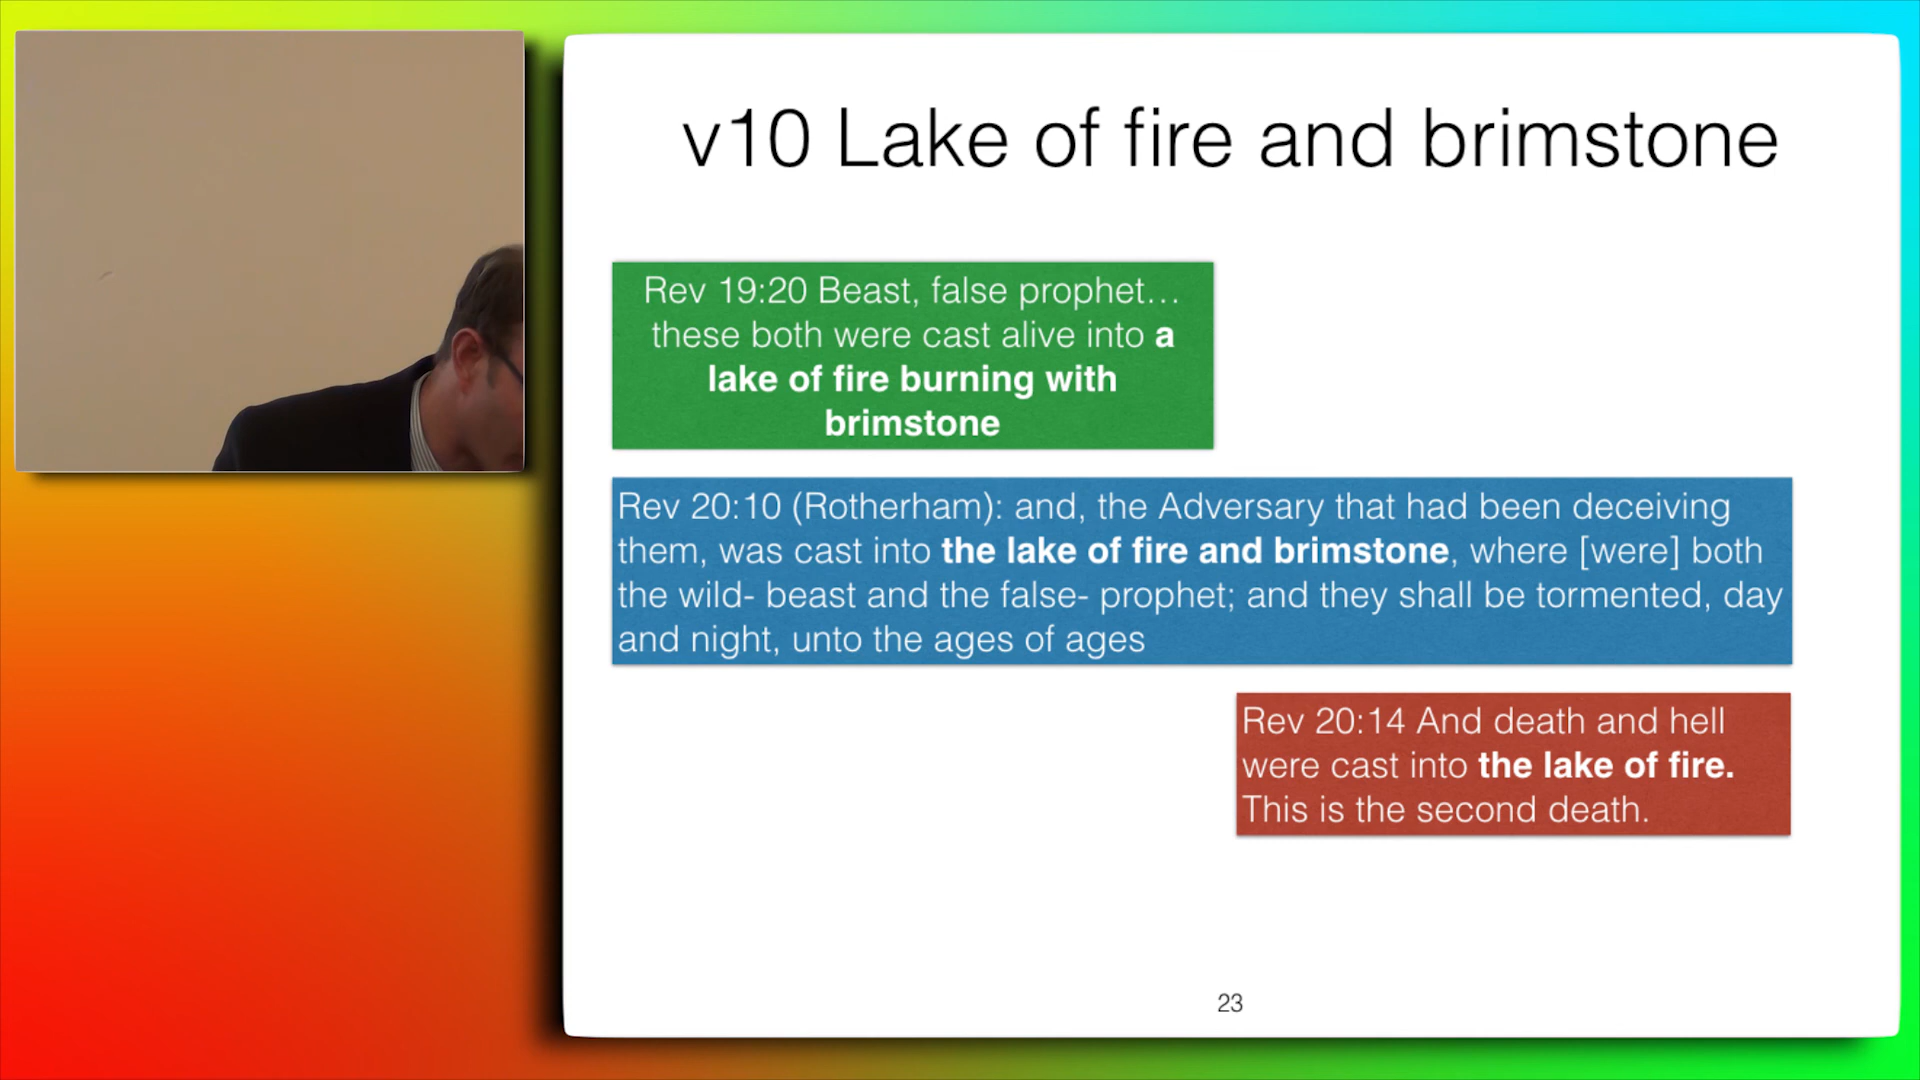 v10 Lake of fire and brimstone
Rev 19:20 Beast, false prophet…
these both were cast alive into a
lake of fire burning with
brimstone
Rev 20:10 (Rotherham): and, the Adversary that had been deceiving
them, was cast into the lake of fire and brimstone, where [were] both
the wild- beast and the false- prophet; and they shall be tormented, day
and night, unto the ages of ages
Rev 20:14 And death and hell
were cast into the lake of fire.
This is the second death.
23